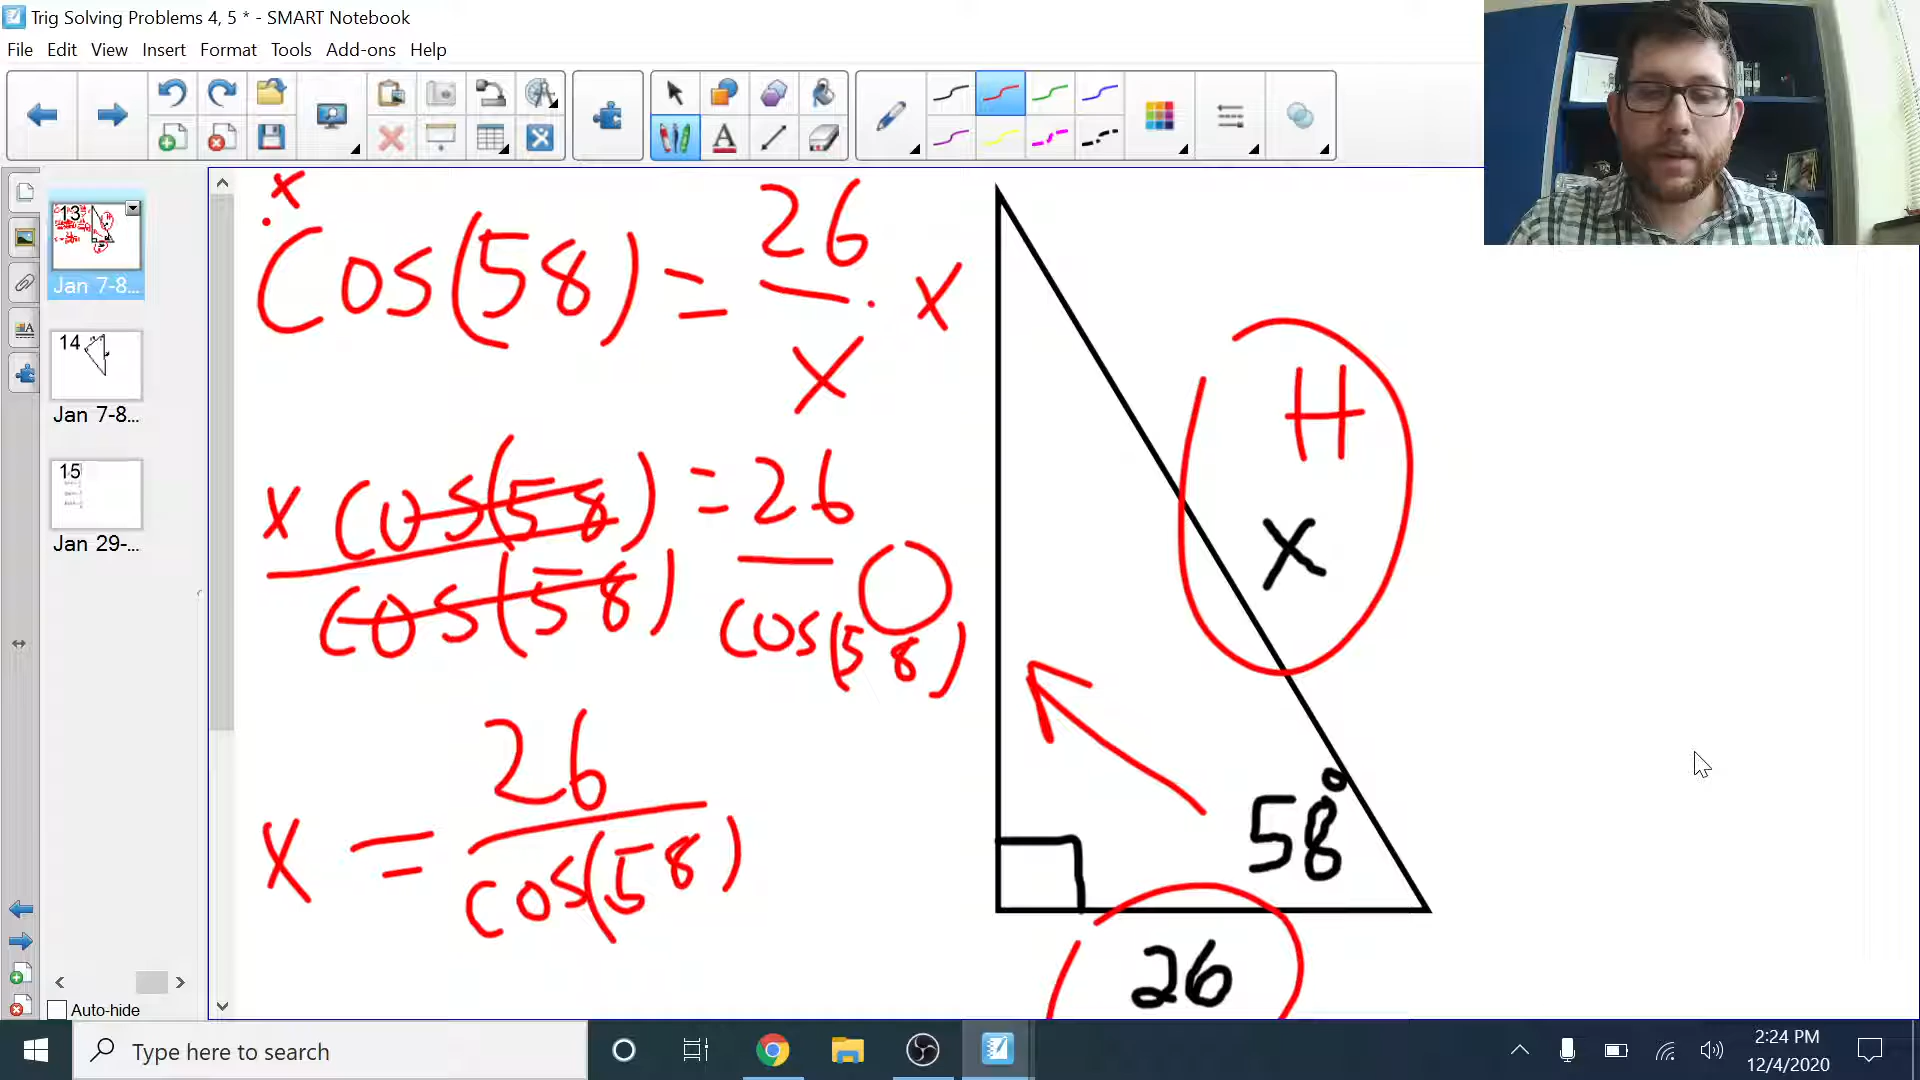 Trig Solving Problems 4, 5 * - SMART Notebook
File Edit View Insert Format Tools Add-ons Help
13
Jan 7-8...
14
Jan 7-8...
15
Jan 29-...
Auto-hide
x
· Cos(58) = 26/x · x
x cos(58)/cos(58) = 26/cos(58)
x = 26/cos(58)
H
X
58°
26
Type here to search
2:24 PM
12/4/2020